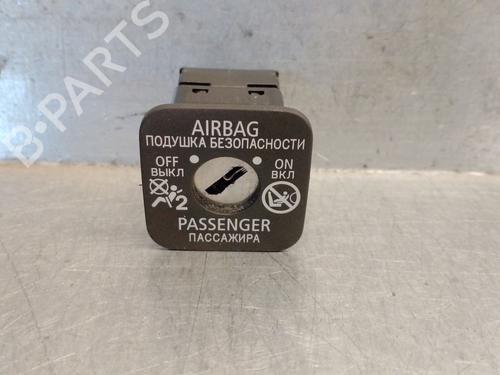 B-PARTS
AIRBAG
ПОДУШКА БЕЗОПАСНОСТИ
OFF ON
ВЫКЛ ВКЛ
2
PASSENGER
ПАССАЖИРА